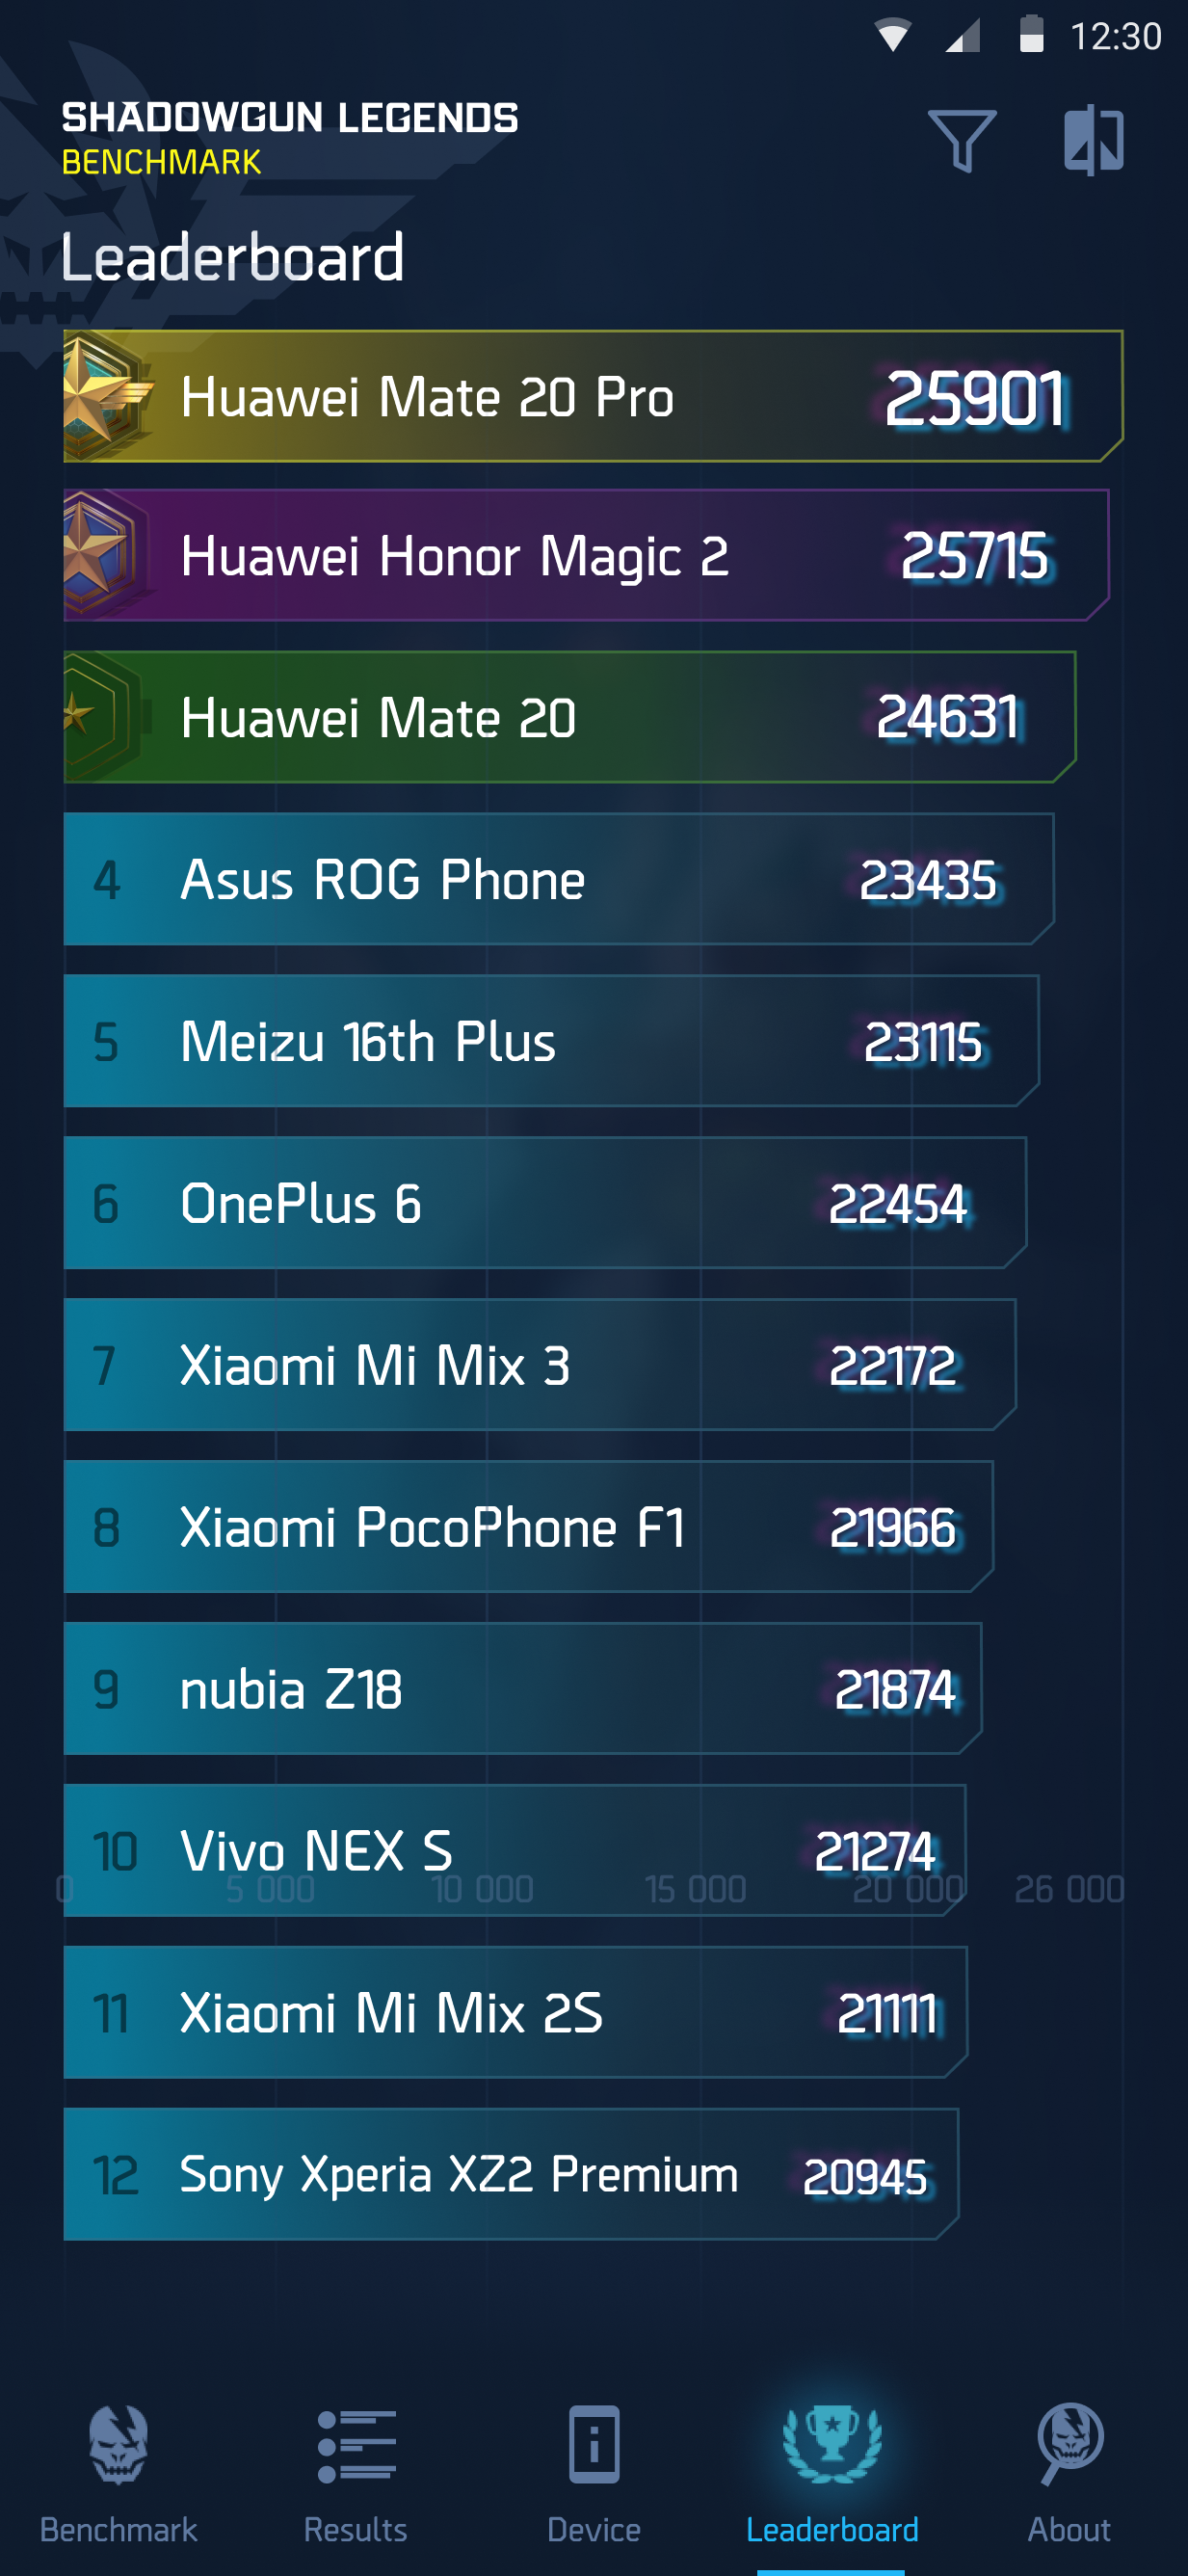 12:30
SHADOWGUN LEGENDS
BENCHMARK
Leaderboard
Huawei Mate 20 Pro 25901
Huawei Honor Magic 2 25715
Huawei Mate 20 24631
4 Asus ROG Phone 23435
5 Meizu 16th Plus 23115
6 OnePlus 6 22454
7 Xiaomi Mi Mix 3 22172
8 Xiaomi PocoPhone F1 21966
9 nubia Z18 21874
10 Vivo NEX S 21274
0 5 000 10 000 15 000 20 000 26 000
11 Xiaomi Mi Mix 2S 21111
12 Sony Xperia XZ2 Premium 20945
Benchmark Results Device Leaderboard About